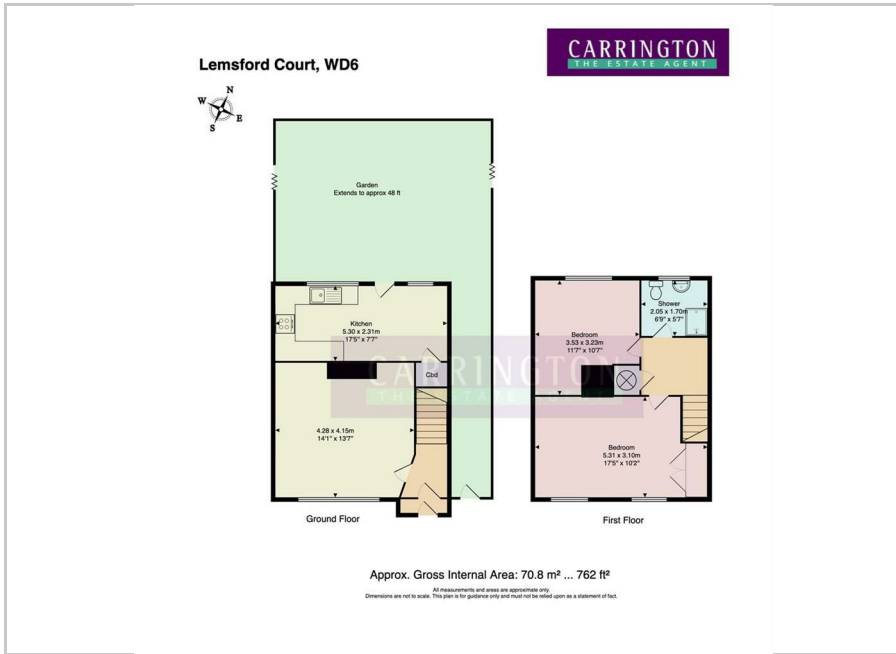 CARRINGTON
THE ESTATE AGENT
Lemsford Court, WD6
N
W
E
S
Garden
Extends to approx 48 ft
Kitchen
5.30 x 2.31m
17'5" x 7'7"
Cbd
4.28 x 4.15m
14'1" x 13'7"
Ground Floor
Shower
2.05 x 1.70m
6'9" x 5'7"
Bedroom
3.53 x 3.23m
11'7" x 10'7"
Bedroom
5.31 x 3.10m
17'5" x 10'2"
First Floor
CARRINGTON
THE ESTATE AGENT
Approx. Gross Internal Area: 70.8 m² ... 762 ft²
All measurements and areas are approximate only.
Dimensions are not to scale. This plan is for guidance only and must not be relied upon as a statement of fact.